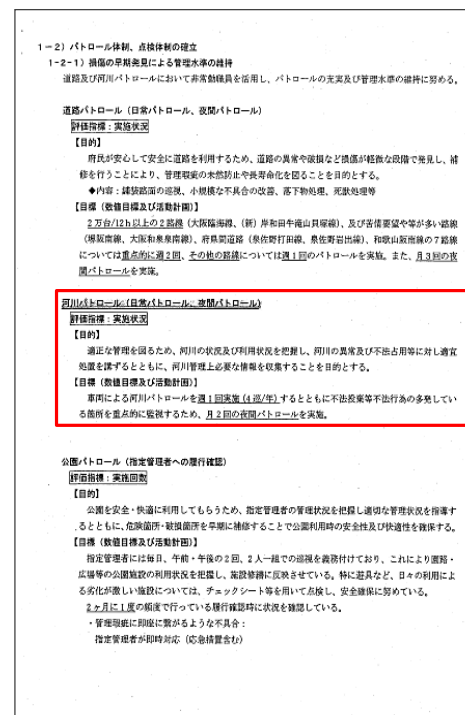 1-2）パトロール体制、点検体制の確立
1-2-1）損傷の早期発見による管理水準の維持
道路及び河川パトロールにおいて非常勤職員を活用し、パトロールの充実及び管理水準の維持に努める。
道路パトロール（日常パトロール、夜間パトロール）
評価指標：実施状況
【目的】
府民が安心して安全に道路を利用するため、道路の異常や破損など損傷が軽微な段階で発見し、補
修を行うことにより、管理瑕疵の未然防止や長寿命化を図ることを目的とする。
◆内容：舗装路面の巡視、小規模な不具合の改善、落下物処理、死獣処理等
【目標（数値目標及び活動計画）】
2万台/12h以上の2路線（大阪臨海線、（新）岸和田牛滝山貝塚線）、及び苦情要望や等が多い路線
（堺阪南線、大阪和泉泉南線）、府県間道路（泉佐野打田線、泉佐野岩出線）、和歌山阪南線の7路線
については重点的に週2回、その他の路線については週1回のパトロールを実施。また、月3回の夜
間パトロールを実施。
河川パトロール（日常パトロール、夜間パトロール）
評価指標：実施状況
【目的】
適正な管理を図るため、河川の状況及び利用状況を把握し、河川の異常及び不法占用等に対し適宜
処置を講ずるとともに、河川管理上必要な情報を収集することを目的とする。
【目標（数値目標及び活動計画）】
車両による河川パトロールを週1回実施（4巡/年）するとともに不法投棄等不法行為の多発してい
る箇所を重点的に監視するため、月2回の夜間パトロールを実施。
公園パトロール（指定管理者への履行確認）
評価指標：実施回数
【目的】
公園を安全・快適に利用してもらうため、指定管理者の管理状況を把握し適切な管理状況を指導す
るとともに、危険箇所・破損箇所を早期に補修することで公園利用時の安全性及び快適性を確保する。
【目標（数値目標及び活動計画）】
指定管理者には毎日、午前・午後の2回、2人一組での巡視を義務付けており、これにより園路・
広場等の公園施設の利用状況を把握し、施設修繕に反映させている。特に遊具など、日々の利用によ
る劣化が激しい施設については、チェックシート等を用いて点検し、安全確保に努めている。
2ヶ月に1度の頻度で行っている履行確認時に状況を確認している。
・管理瑕疵に即座に繋がるような不具合：
指定管理者が即時対応（応急措置含む）